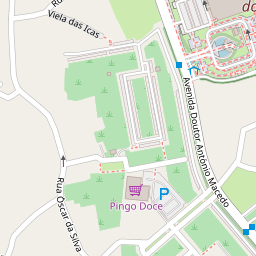 Viela das Icas
Avenida Doutor António Macedo
Rua Óscar da Silva
Pingo Doce
P